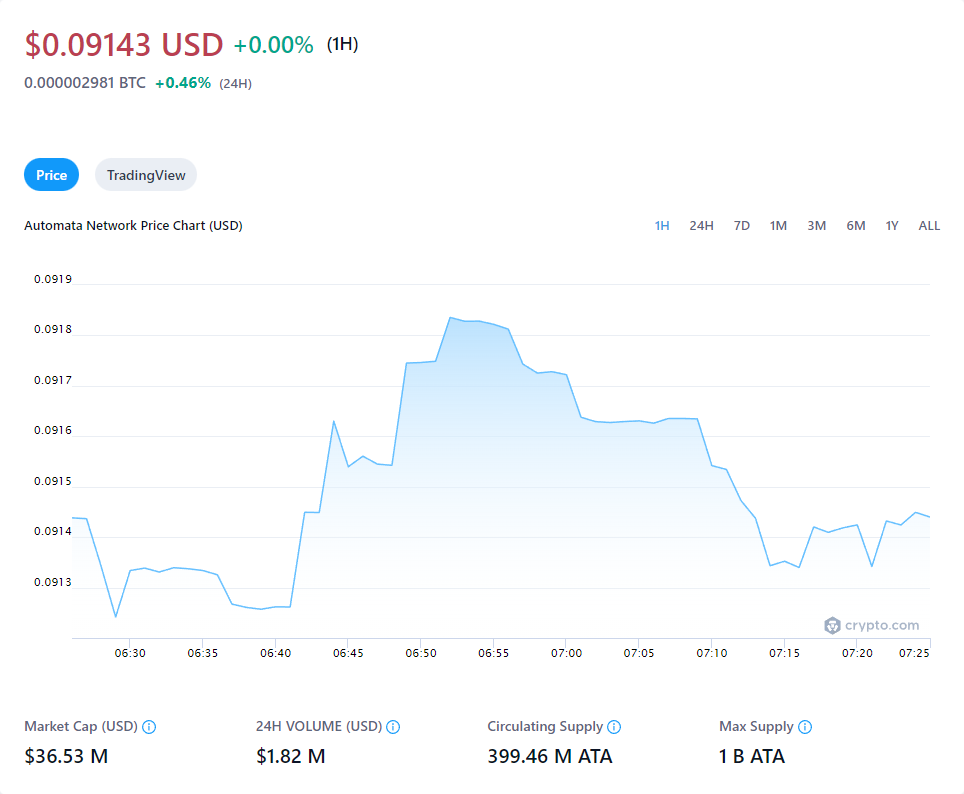 $0.09143 USD +0.00% (1H)
0.000002981 BTC +0.46% (24H)
Price TradingView
Automata Network Price Chart (USD) 1H 24H 7D 1M 3M 6M 1Y ALL
0.0919
0.0918
0.0917
0.0916
0.0915
0.0914
0.0913
crypto.com
06:30 06:35 06:40 06:45 06:50 06:55 07:00 07:05 07:10 07:15 07:20 07:25
Market Cap (USD) 24H VOLUME (USD) Circulating Supply Max Supply
$36.53 M $1.82 M 399.46 M ATA 1 B ATA